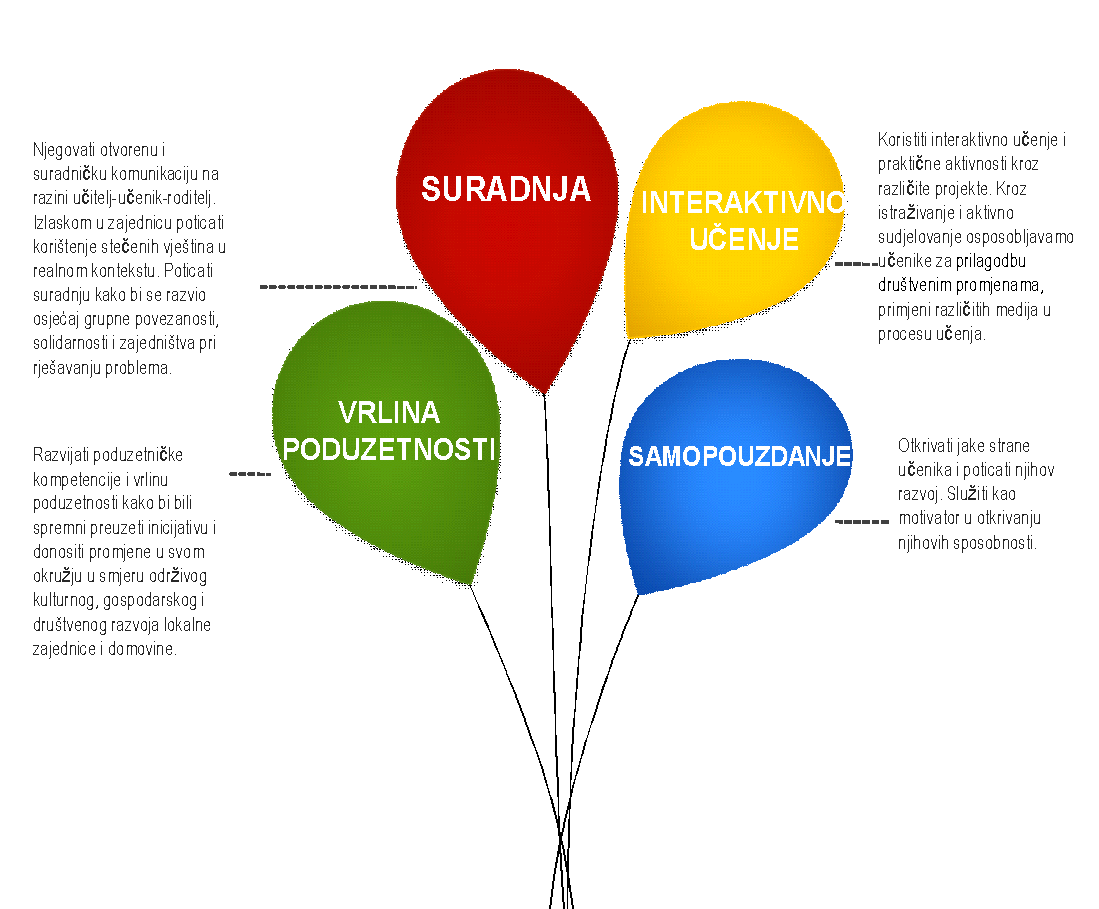 SURADNJA
Njegovati otvorenu i
suradničku komunikaciju na
razini učitelj-učenik-roditelj.
Izlaskom u zajednicu poticati
korištenje stečenih vještina u
realnom kontekstu. Poticati
suradnju kako bi se razvio
osjećaj grupne povezanosti,
solidarnosti i zajedništva pri
rješavanju problema.
INTERAKTIVNO
UČENJE
Koristiti interaktivno učenje i
praktične aktivnosti kroz
različite projekte. Kroz
istraživanje i aktivno
sudjelovanje osposobljavamo
učenike za prilagodbu
društvenim promjenama,
primjeni različitih medija u
procesu učenja.
VRLINA
PODUZETNOSTI
Razvijati poduzetničke
kompetencije i vrlinu
poduzetnosti kako bi bili
spremni preuzeti inicijativu i
donositi promjene u svom
okružju u smjeru održivog
kulturnog, gospodarskog i
društvenog razvoja lokalne
zajednice i domovine.
SAMOPOUZDANJE
Otkrivati jake strane
učenika i poticati njihov
razvoj. Služiti kao
motivator u otkrivanju
njihovih sposobnosti.